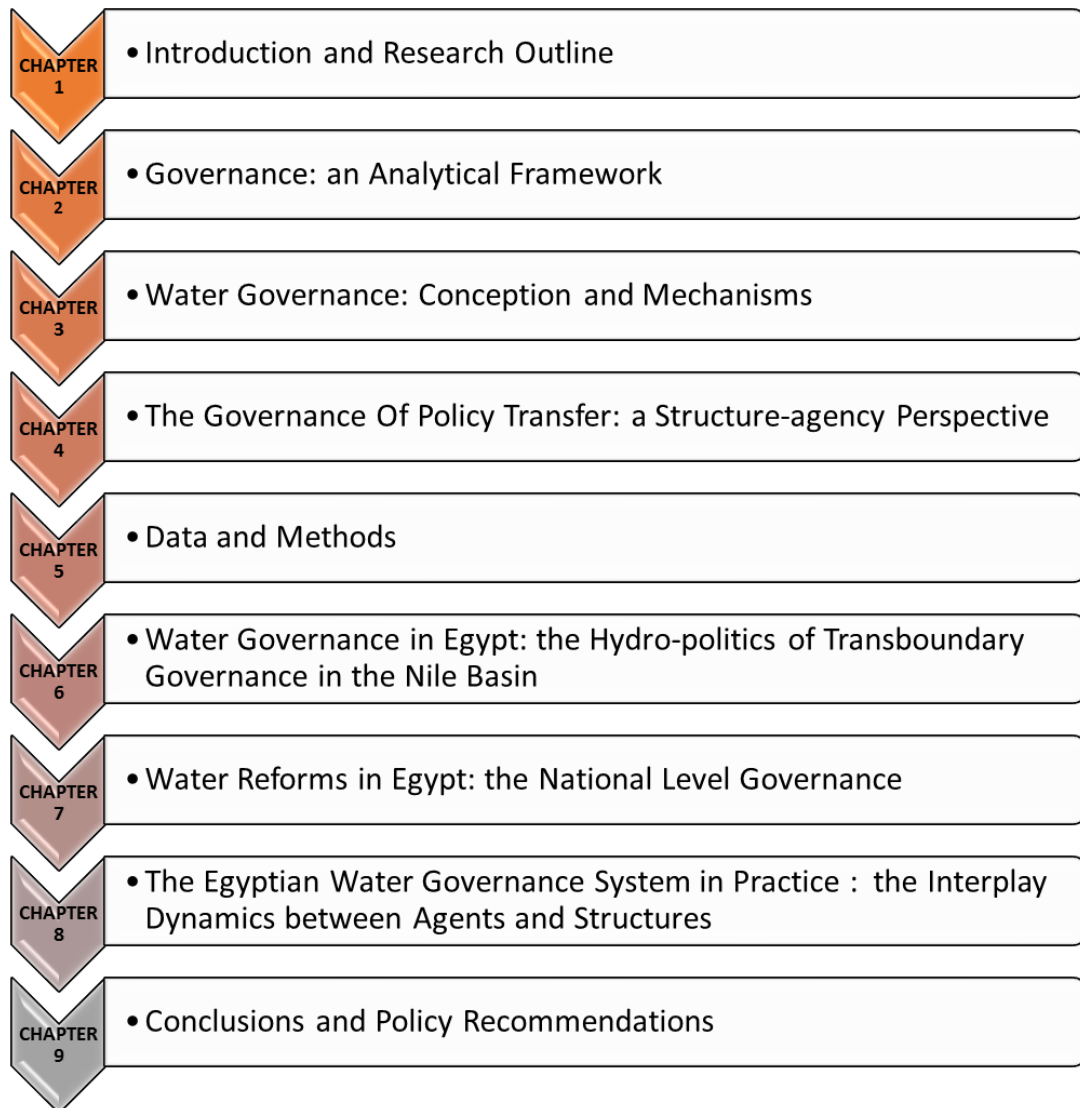 CHAPTER
1
• Introduction and Research Outline
CHAPTER
2
• Governance: an Analytical Framework
CHAPTER
3
• Water Governance: Conception and Mechanisms
CHAPTER
4
• The Governance Of Policy Transfer: a Structure-agency Perspective
CHAPTER
5
• Data and Methods
CHAPTER
6
• Water Governance in Egypt: the Hydro-politics of Transboundary
Governance in the Nile Basin
CHAPTER
7
• Water Reforms in Egypt: the National Level Governance
CHAPTER
8
• The Egyptian Water Governance System in Practice : the Interplay
Dynamics between Agents and Structures
CHAPTER
9
• Conclusions and Policy Recommendations